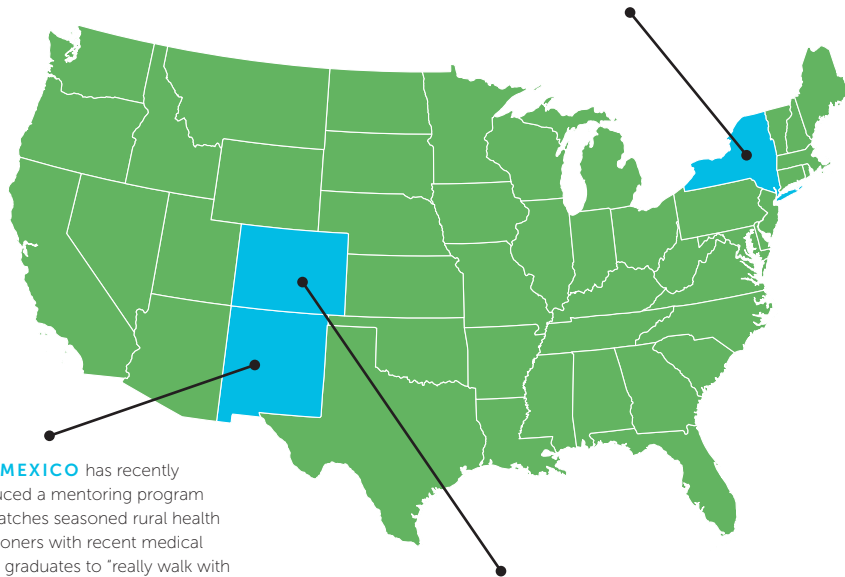 MEXICO has recently
uced a mentoring program
atches seasoned rural health
oners with recent medical
graduates to “really walk with